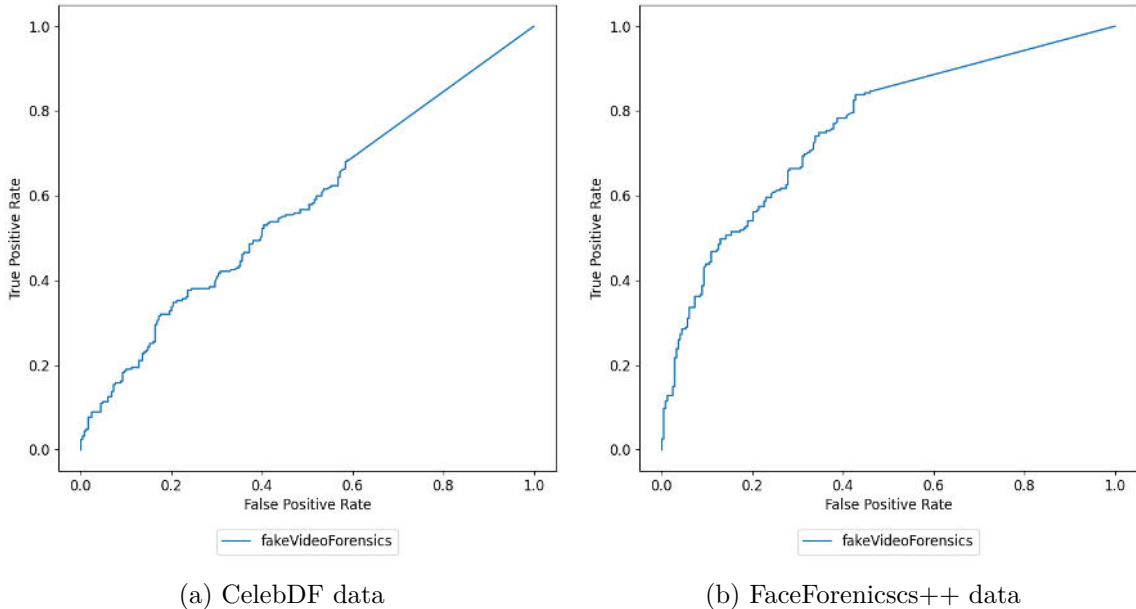 1.0
0.8
0.6
0.4
0.2
0.0
True Positive Rate
0.0 0.2 0.4 0.6 0.8 1.0
False Positive Rate
fakeVideoForensics
(a) CelebDF data
1.0
0.8
0.6
0.4
0.2
0.0
True Positive Rate
0.0 0.2 0.4 0.6 0.8 1.0
False Positive Rate
fakeVideoForensics
(b) FaceForenicscs++ data